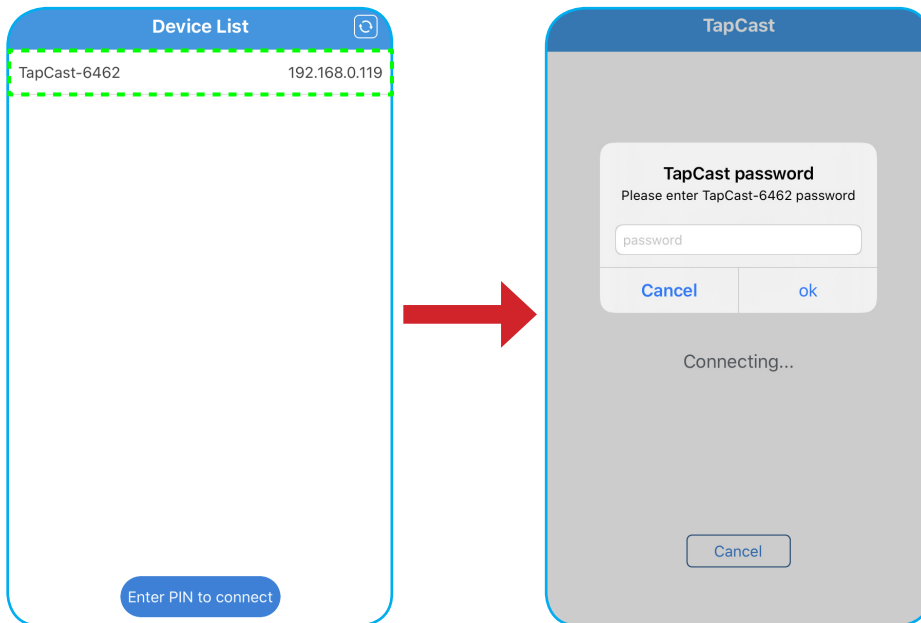 Device List
TapCast-6462 192.168.0.119
Enter PIN to connect
TapCast
TapCast password
Please enter TapCast-6462 password
password
Cancel ok
Connecting...
Cancel